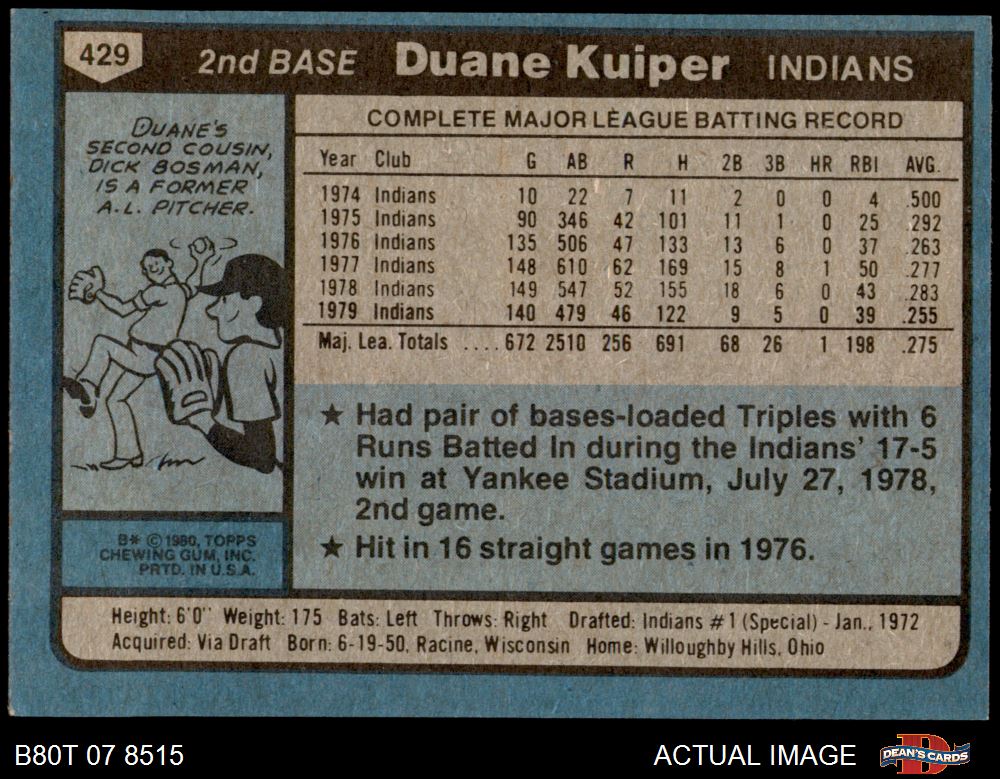 429 2nd BASE Duane Kuiper INDIANS
DUANE'S
SECOND COUSIN,
DICK BOSMAN,
IS A FORMER
A.L. PITCHER.
COMPLETE MAJOR LEAGUE BATTING RECORD
Year Club G AB R H 2B 3B HR RBI AVG.
1974 Indians 10 22 7 11 2 0 0 4 .500
1975 Indians 90 346 42 101 11 1 0 25 .292
1976 Indians 135 506 47 133 13 6 0 37 .263
1977 Indians 148 610 62 169 15 8 1 50 .277
1978 Indians 149 547 52 155 18 6 0 43 .283
1979 Indians 140 479 46 122 9 5 0 39 .255
Maj. Lea. Totals .... 672 2510 256 691 68 26 1 198 .275
★ Had pair of bases-loaded Triples with 6
Runs Batted In during the Indians' 17-5
win at Yankee Stadium, July 27, 1978,
2nd game.
★ Hit in 16 straight games in 1976.
B* © 1980, TOPPS
CHEWING GUM, INC.
PRTD. IN U.S.A.
Height: 6'0" Weight: 175 Bats: Left Throws: Right Drafted: Indians #1 (Special) - Jan., 1972
Acquired: Via Draft Born: 6-19-50, Racine, Wisconsin Home: Willoughby Hills, Ohio
B80T 07 8515 ACTUAL IMAGE DEAN'S CARDS